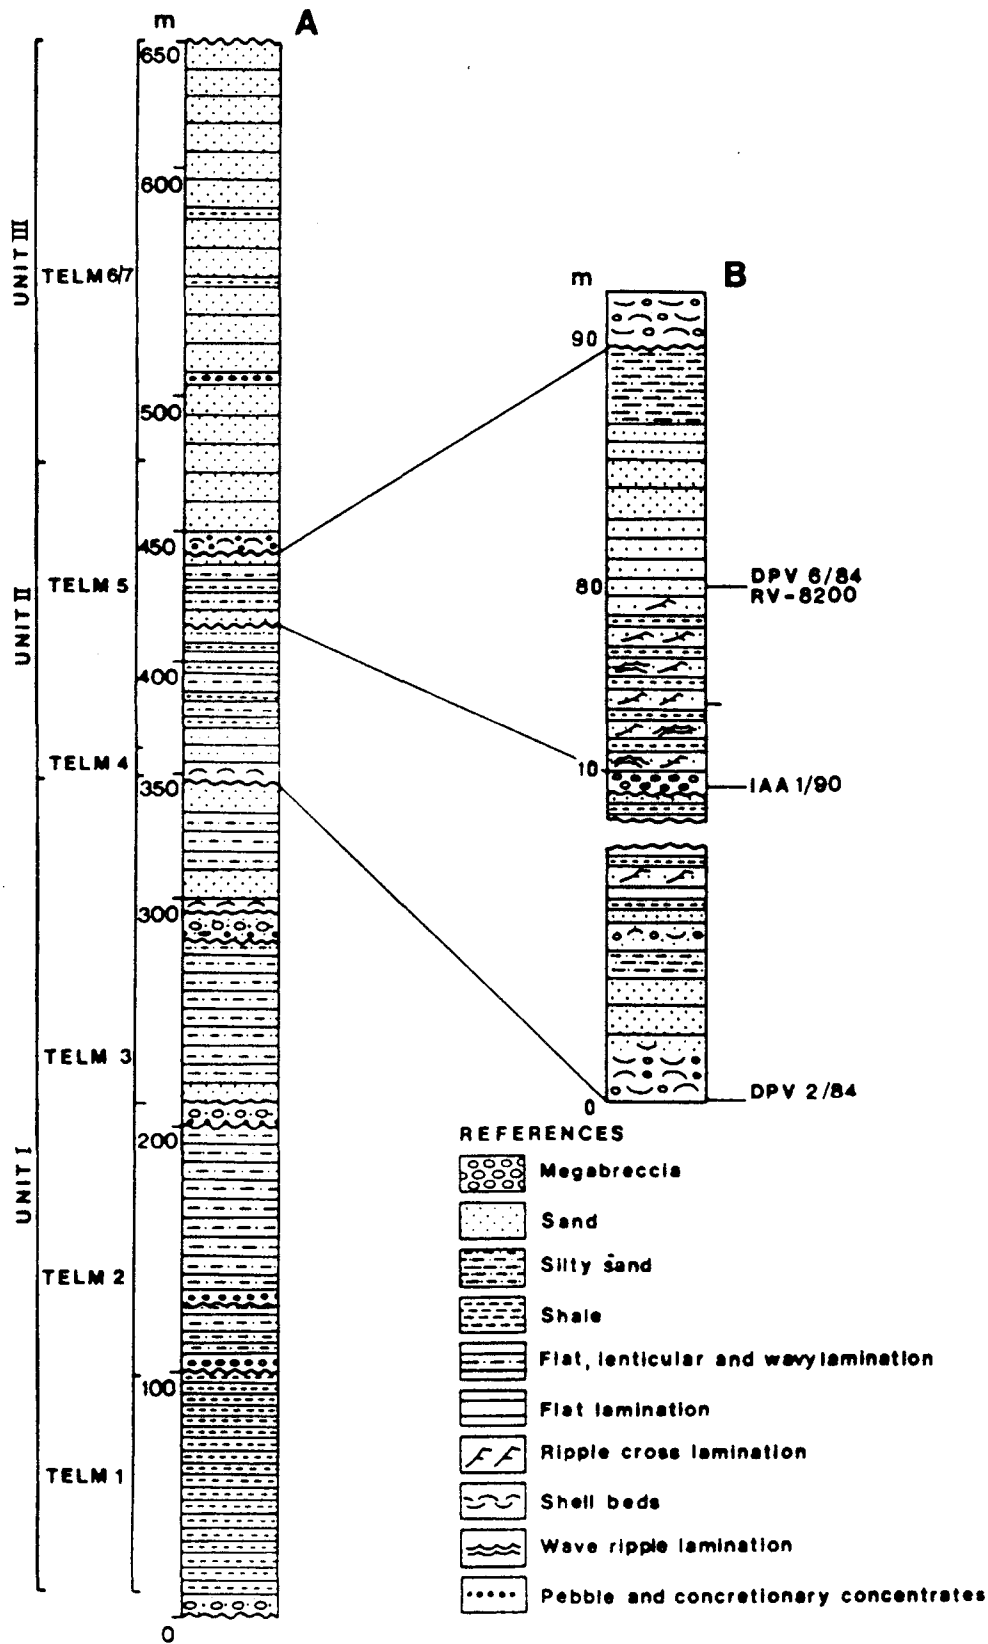 m
A
650
600
UNIT III
TELM 6/7
500
450
TELM 5
UNIT II
400
TELM 4
350
300
TELM 3
200
UNIT I
TELM 2
100
TELM 1
0
m
B
90
80
DPV 6/84
RV-8200
10
IAA 1/90
DPV 2/84
0
REFERENCES
Megabreccia
Sand
Silty sand
Shale
Flat, lenticular and wavy lamination
Flat lamination
Ripple cross lamination
Shell beds
Wave ripple lamination
Pebble and concretionary concentrates